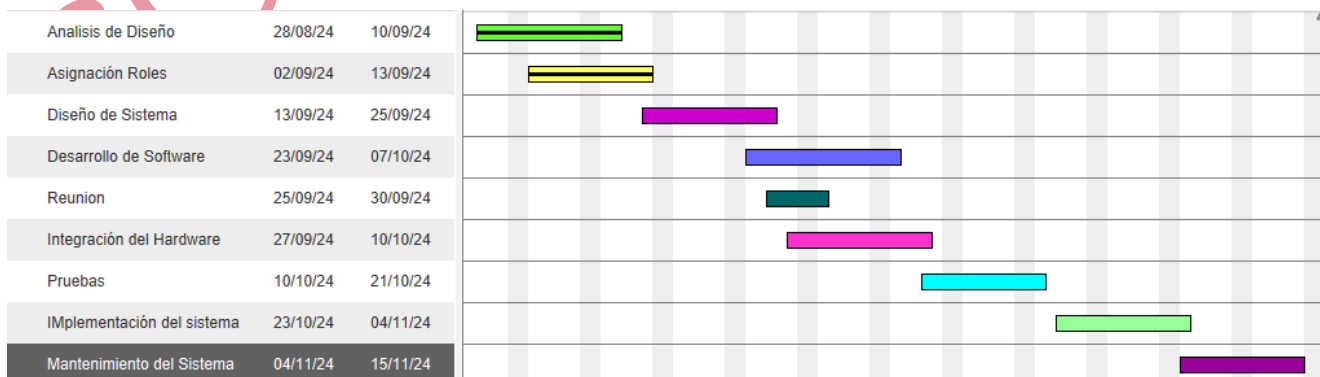 Analisis de Diseño 28/08/24 10/09/24
Asignación Roles 02/09/24 13/09/24
Diseño de Sistema 13/09/24 25/09/24
Desarrollo de Software 23/09/24 07/10/24
Reunion 25/09/24 30/09/24
Integración del Hardware 27/09/24 10/10/24
Pruebas 10/10/24 21/10/24
IMplementación del sistema 23/10/24 04/11/24
Mantenimiento del Sistema 04/11/24 15/11/24